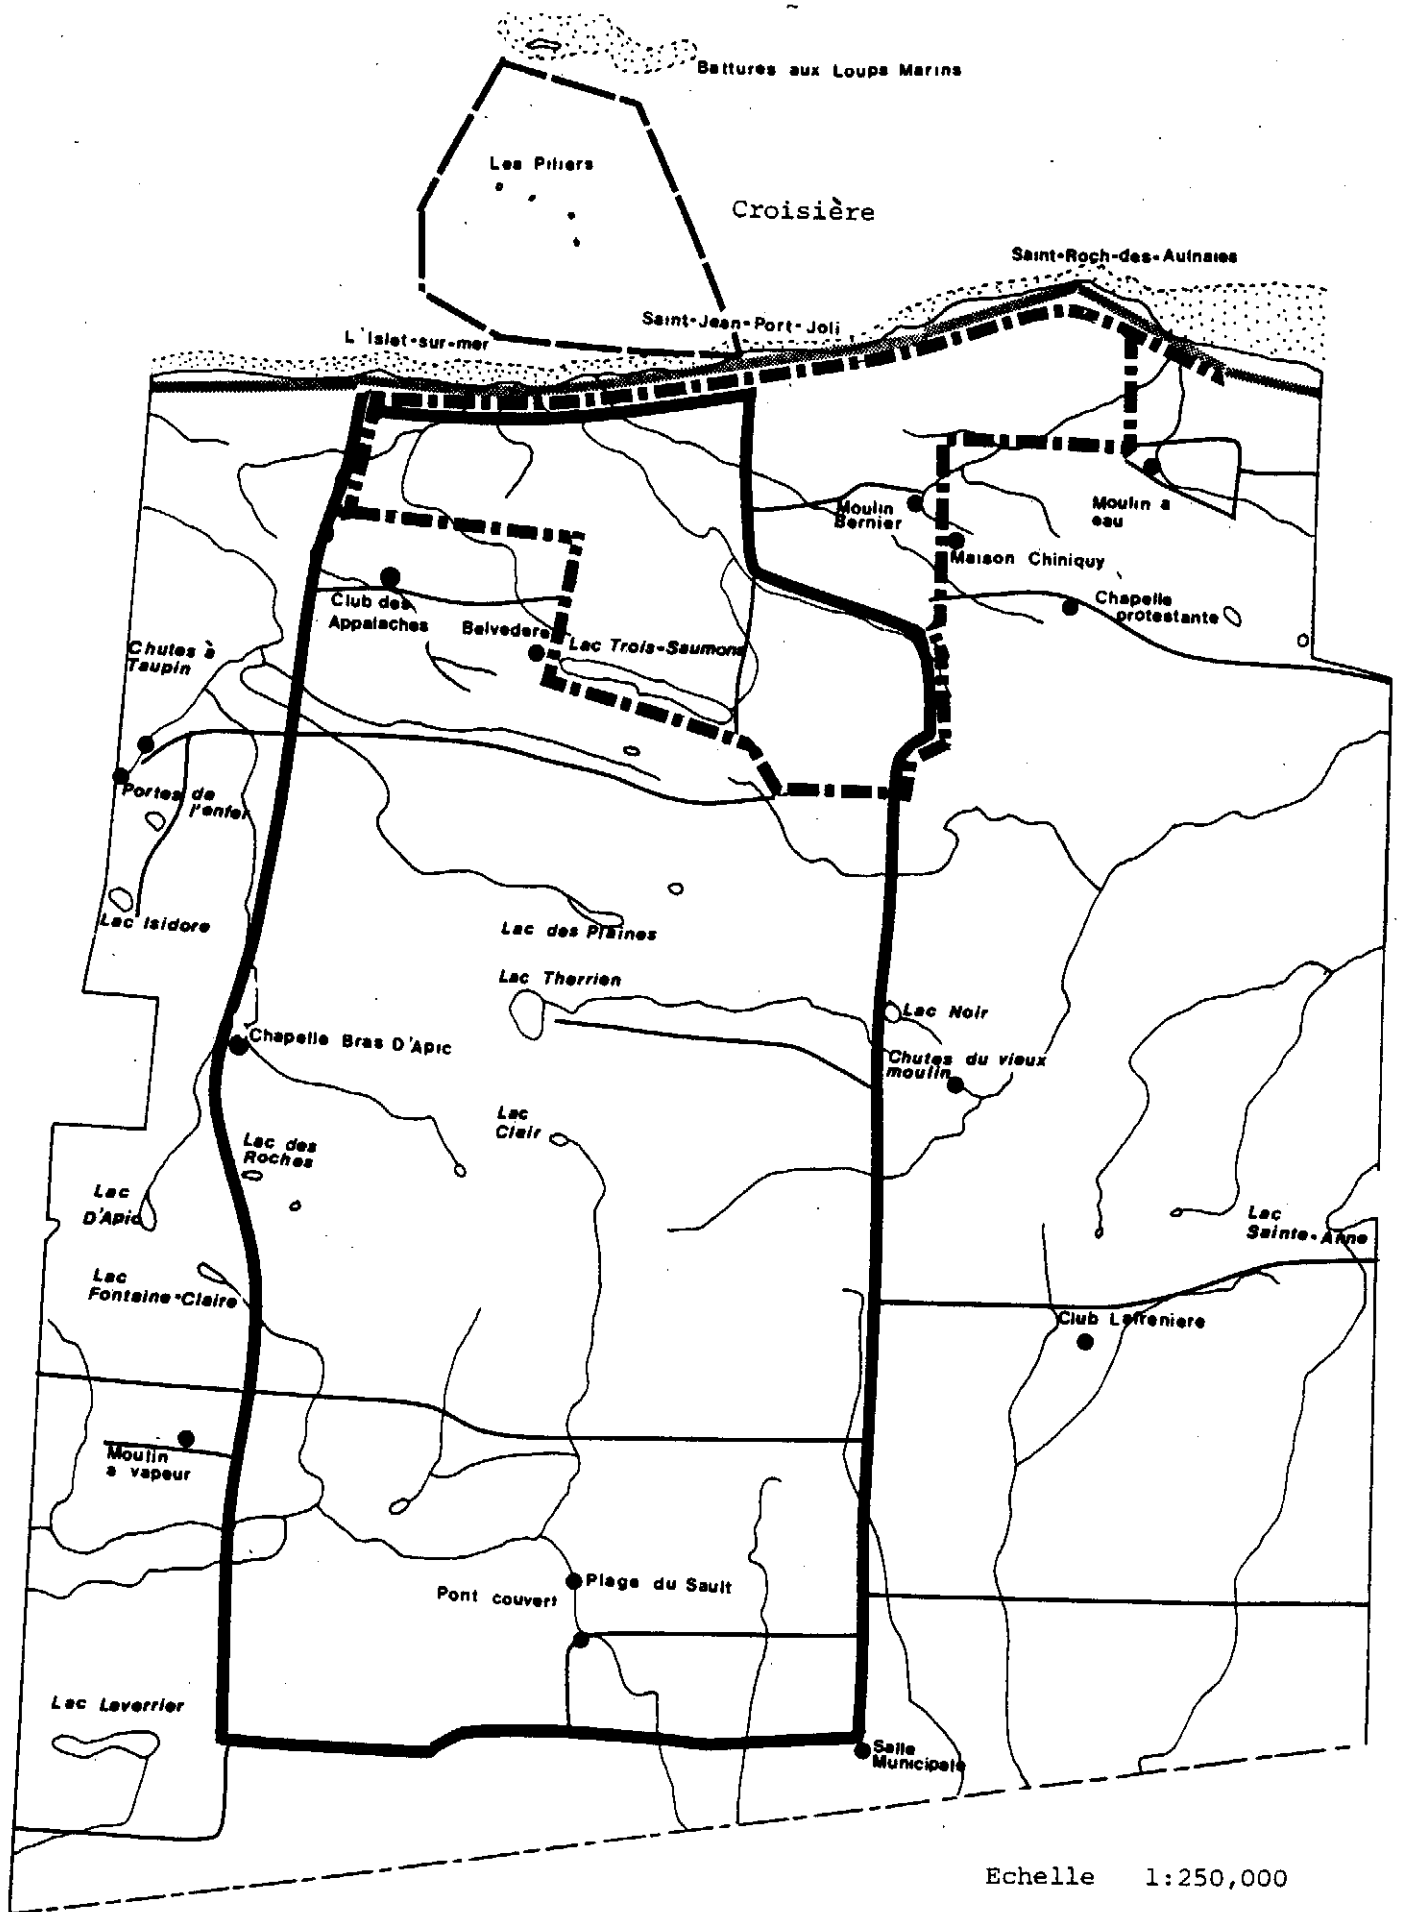 Battures aux Loups Marins
Les Piliers
Croisière
Saint-Roch-des-Aulnaies
Saint-Jean-Port-Joli
L'Islet-sur-mer
Moulin
Bernier
Moulin a
eau
Maison Chiniquy
Chapelle
protestante
Club des
Appalaches
Belvedere
Lac Trois-Saumons
Chutes à
Taupin
Portes de
l'enfer
Lac Isidore
Lac des Plaines
Lac Therrien
Lac Noir
Chapelle Bras D'Apic
Chutes du vieux
moulin
Lac
Clair
Lac des
Roches
Lac
D'Apic
Lac
Sainte-Anne
Lac
Fontaine-Claire
Club Lafreniere
Moulin
a vapeur
Plage du Sault
Pont couvert
Lac Leverrier
Salle
Municipale
Echelle 1:250,000